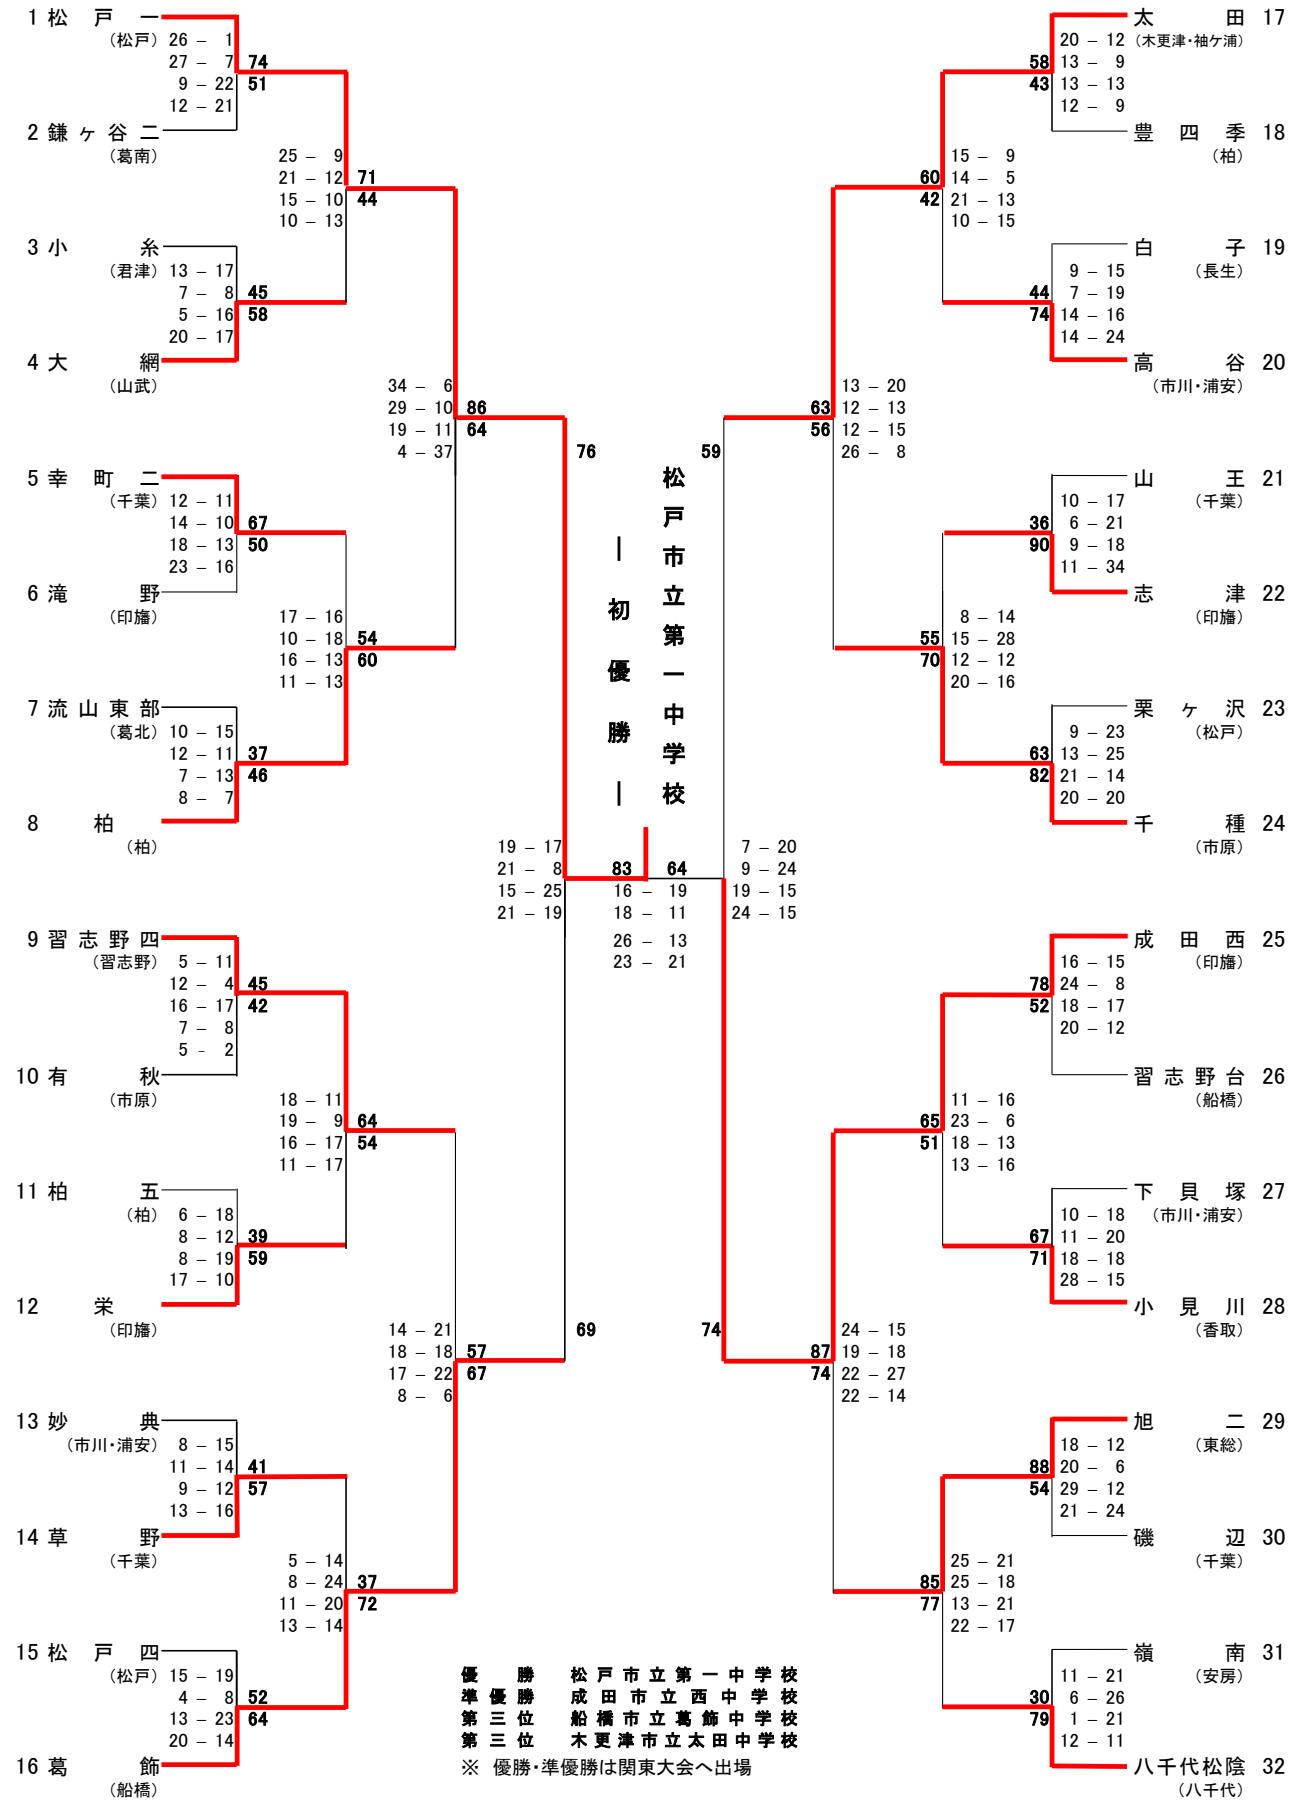 1 松戸一
(松戸) 26 － 1
27 － 7 74
9 － 22 51
12 － 21
2 鎌ヶ谷二
(葛南)
25 － 9
21 － 12 71
15 － 10 44
10 － 13
3 小糸
(君津) 13 － 17
7 － 8 45
5 － 16 58
20 － 17
4 大網
(山武)
34 － 6
29 － 10 86
19 － 11 64
4 － 37
5 幸町二
(千葉) 12 － 11
14 － 10 67
18 － 13 50
23 － 16
6 滝野
(印旛)
17 － 16
10 － 18 54
16 － 13 60
11 － 13
7 流山東部
(葛北) 10 － 15
12 － 11 37
7 － 13 46
8 － 7
8 柏
(柏)
76
19 － 17
21 － 8
15 － 25
21 － 19
69
9 習志野四
(習志野) 5 － 11
12 － 4 45
16 － 17 42
7 － 8
5 - 2
10 有秋
(市原)
18 － 11
19 － 9 64
16 － 17 54
11 － 17
11 柏五
(柏) 6 － 18
8 － 12 39
8 － 19 59
17 － 10
12 栄
(印旛)
14 － 21
18 － 18 57
17 － 22 67
8 － 6
13 妙典
(市川・浦安) 8 － 15
11 － 14 41
9 － 12 57
13 － 16
14 草野
(千葉)
5 － 14
8 － 24 37
11 － 20 72
13 － 14
15 松戸四
(松戸) 15 － 19
4 － 8 52
13 － 23 64
20 － 14
16 葛飾
(船橋)
松戸市立第一中学校
―初優勝―
83 64
16 － 19
18 － 11
26 － 13
23 － 21
太田 17
20 － 12 (木更津・袖ケ浦)
58 13 － 9
43 13 － 13
12 － 9
豊四季 18
(柏)
15 － 9
60 14 － 5
42 21 － 13
10 － 15
白子 19
9 － 15 (長生)
44 7 － 19
74 14 － 16
14 － 24
高谷 20
(市川・浦安)
13 － 20
63 12 － 13
56 12 － 15
26 － 8
59
山王 21
10 － 17 (千葉)
36 6 － 21
90 9 － 18
11 － 34
志津 22
(印旛)
8 － 14
55 15 － 28
70 12 － 12
20 － 16
栗ヶ沢 23
9 － 23 (松戸)
63 13 － 25
82 21 － 14
20 － 20
千種 24
(市原)
7 － 20
9 － 24
19 － 15
24 － 15
成田西 25
16 － 15 (印旛)
78 24 － 8
52 18 － 17
20 － 12
習志野台 26
(船橋)
11 － 16
65 23 － 6
51 18 － 13
13 － 16
下貝塚 27
10 － 18 (市川・浦安)
67 11 － 20
71 18 － 18
28 － 15
小見川 28
(香取)
74
24 － 15
87 19 － 18
74 22 － 27
22 － 14
旭二 29
18 － 12 (東総)
88 20 － 6
54 29 － 12
21 － 24
磯辺 30
(千葉)
25 － 21
85 25 － 18
77 13 － 21
22 － 17
嶺南 31
11 － 21 (安房)
30 6 － 26
79 1 － 21
12 － 11
八千代松陰 32
(八千代)
優勝 松戸市立第一中学校
準優勝 成田市立西中学校
第三位 船橋市立葛飾中学校
第三位 木更津市立太田中学校
※ 優勝・準優勝は関東大会へ出場